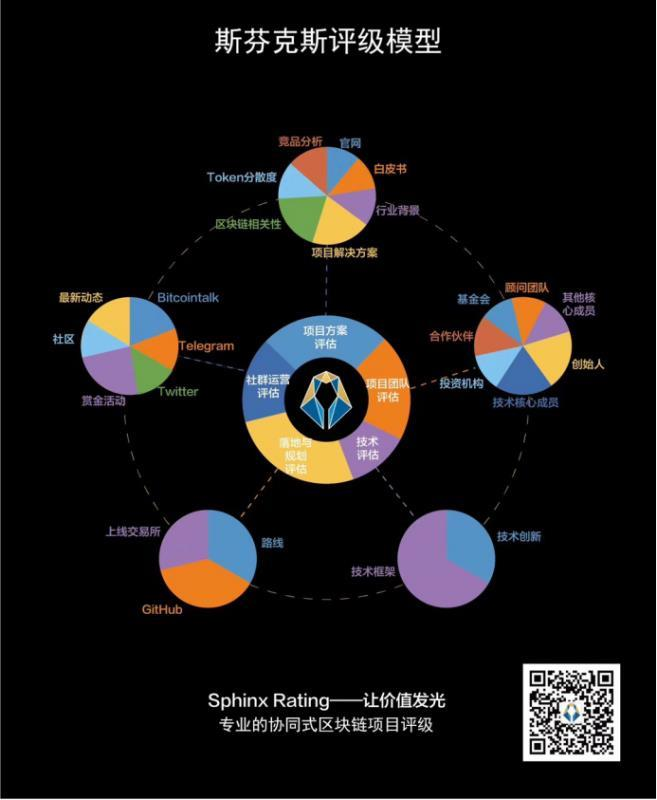 斯芬克斯评级模型
竞品分析
官网
Token分散度
白皮书
区块链相关性
行业背景
项目解决方案
最新动态
Bitcointalk
社区
Telegram
赏金活动
Twitter
顾问团队
基金会
其他核
心成员
合作伙伴
创始人
投资机构
技术核心成员
项目方案
评估
社群运营
评估
项目团队
评估
落地与
规划
评估
技术
评估
上线交易所
路线
GitHub
技术创新
技术框架
Sphinx Rating——让价值发光
专业的协同式区块链项目评级